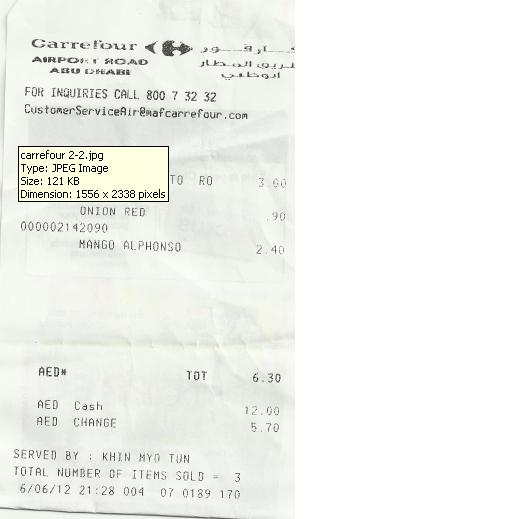 Carrefour كارفور
AIRPORT ROAD طريق المطار
ABU DHABI ابوظبي
FOR INQUIRIES CALL 800 7 32 32
CustomerServiceAir@mafcarrefour.com
carrefour 2-2.jpg
Type: JPEG Image
Size: 121 KB
Dimension: 1556 x 2338 pixels
TO RO 3.00
ONION RED .90
000002142090
MANGO ALPHONSO 2.40
AED* TOT 6.30
AED Cash 12.00
AED CHANGE 5.70
SERVED BY : KHIN MYO TUN
TOTAL NUMBER OF ITEMS SOLD = 3
6/06/12 21:28 004 07 0189 170